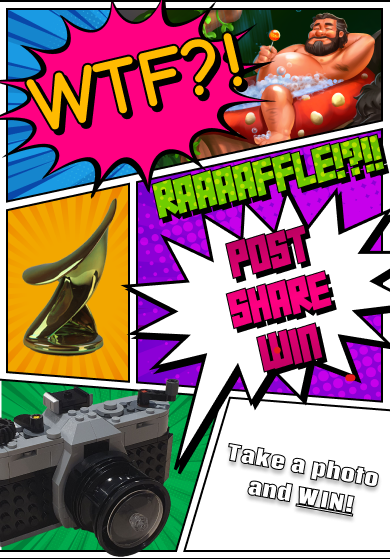 WTF?!
RAAAAFFLE!?!!
POST
SHARE
WIN
Take a photo
and WIN!